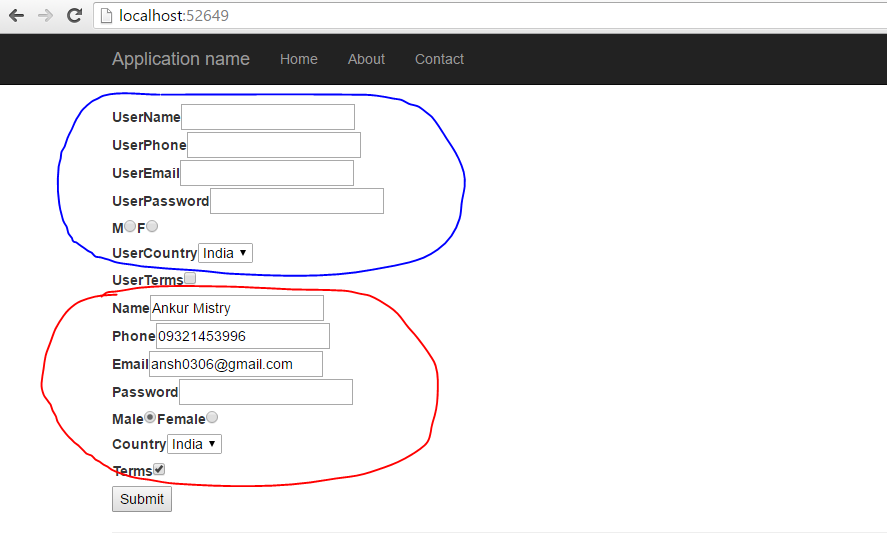 localhost:52649
Application name Home About Contact
UserName
UserPhone
UserEmail
UserPassword
M F
UserCountry India
UserTerms
Name Ankur Mistry
Phone 09321453996
Email ansh0306@gmail.com
Password
Male Female
Country India
Terms
Submit